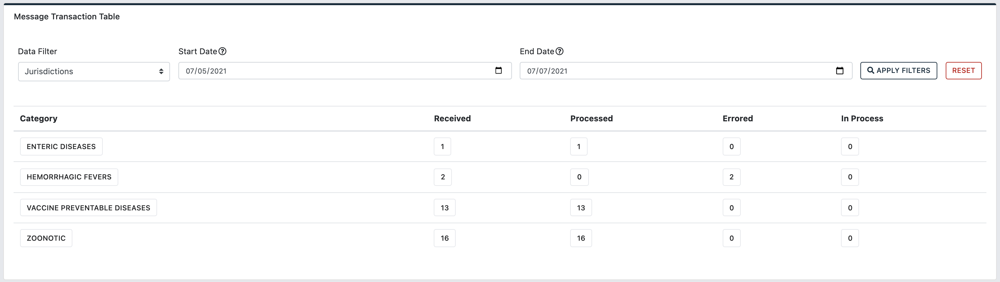 Message Transaction Table
Data Filter Start Date End Date
Jurisdictions 07/05/2021 07/07/2021 APPLY FILTERS RESET
Category Received Processed Errored In Process
ENTERIC DISEASES 1 1 0 0
HEMORRHAGIC FEVERS 2 0 2 0
VACCINE PREVENTABLE DISEASES 13 13 0 0
ZOONOTIC 16 16 0 0